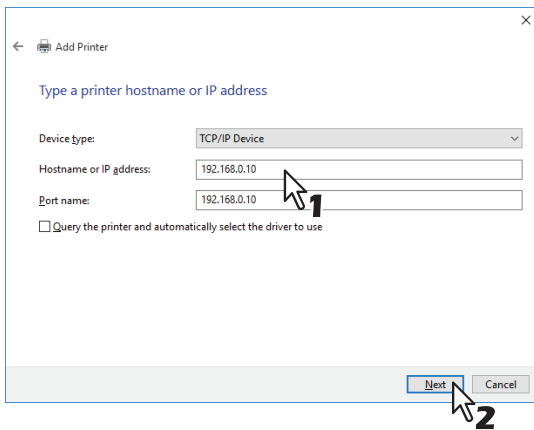 Add Printer
Type a printer hostname or IP address
Device type: TCP/IP Device
Hostname or IP address: 192.168.0.10
1
Port name: 192.168.0.10
Query the printer and automatically select the driver to use
Next Cancel
2